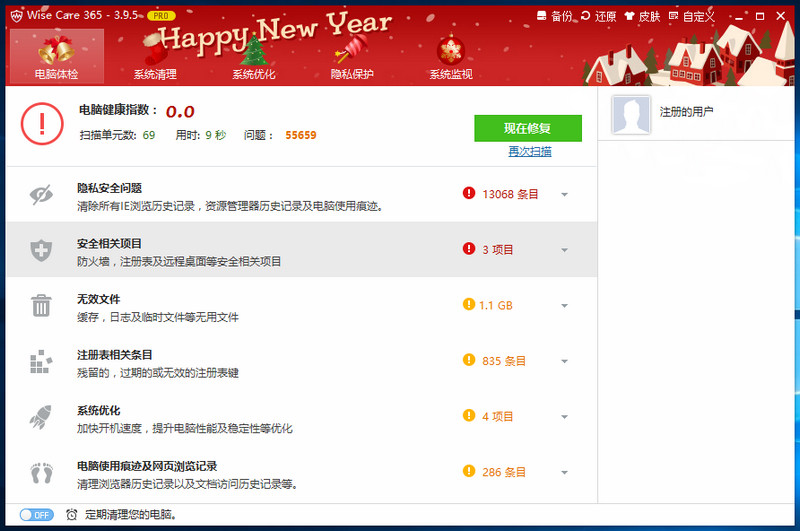 Wise Care 365 - 3.9.5 PRO
备份 还原 皮肤 自定义
Happy New Year
电脑体检 系统清理 系统优化 隐私保护 系统监视
电脑健康指数： 0.0
扫描单元数: 69 用时: 9 秒 问题： 55659
现在修复
再次扫描
注册的用户
隐私安全问题
清除所有IE浏览历史记录，资源管理器历史记录及电脑使用痕迹。
13068 条目
安全相关项目
防火墙，注册表及远程桌面等安全相关项目
3 项目
无效文件
缓存，日志及临时文件等无用文件
1.1 GB
注册表相关条目
残留的，过期的或无效的注册表键
835 条目
系统优化
加快开机速度，提升电脑性能及稳定性等优化
4 项目
电脑使用痕迹及网页浏览记录
清理浏览器历史记录以及文档访问历史记录等。
286 条目
OFF 定期清理您的电脑。